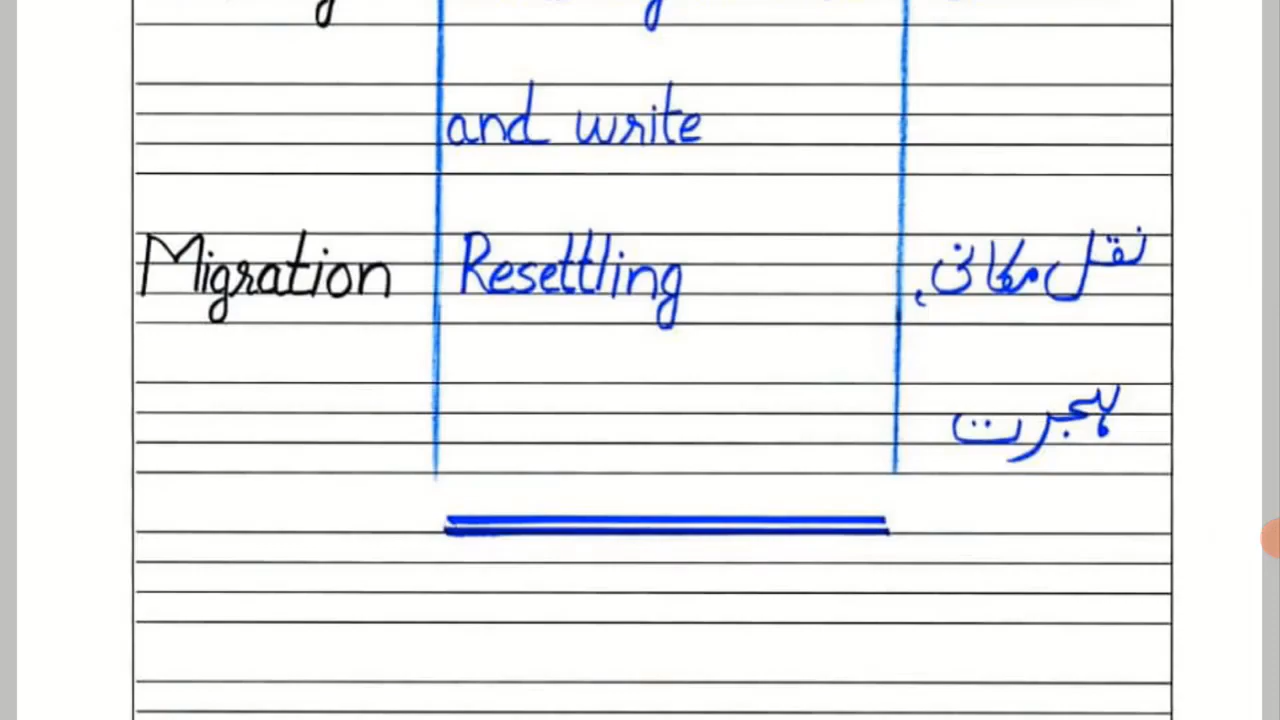 and write
Migration Resettling نقل مکانی,
ہجرت